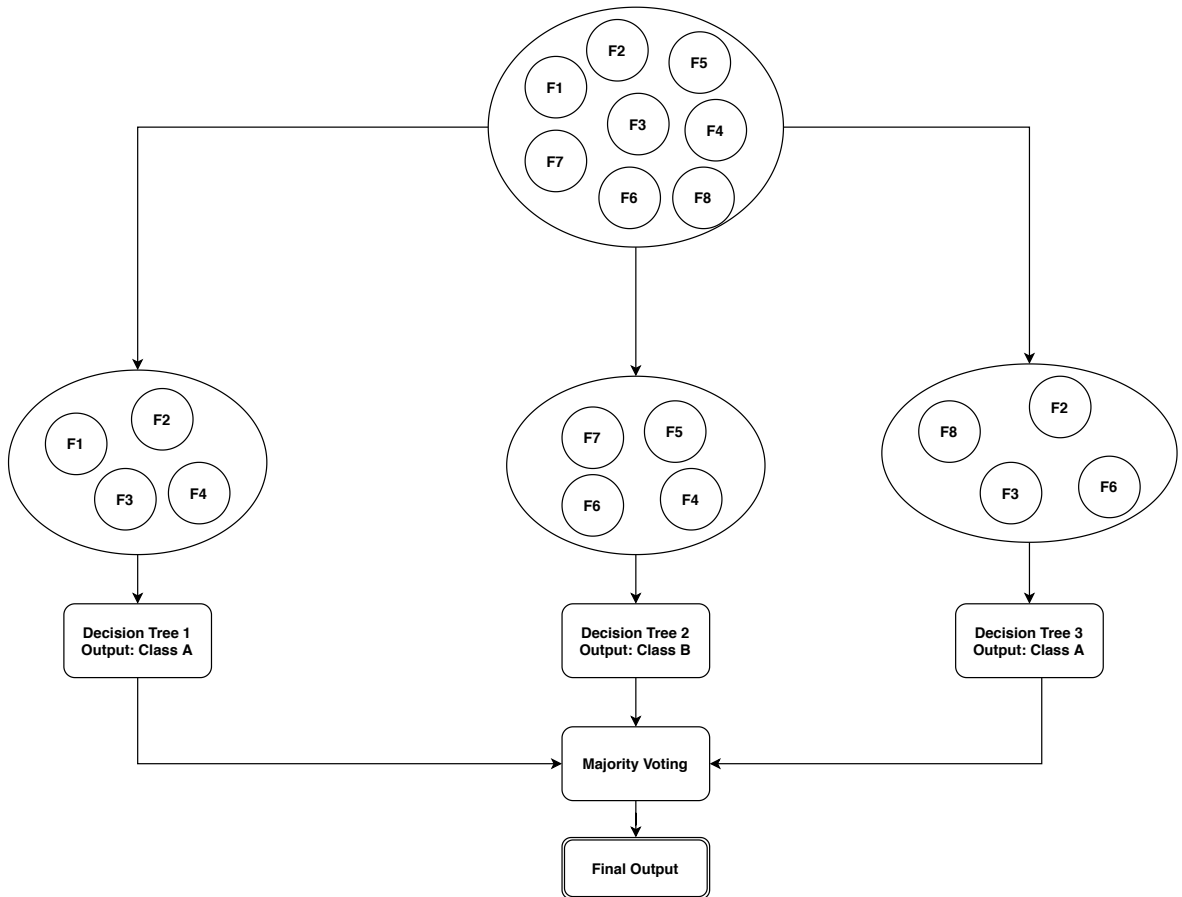 F2
F5
F1
F3
F4
F7
F6
F8
F1
F2
F3
F4
F7
F5
F6
F4
F8
F2
F3
F6
Decision Tree 1
Output: Class A
Decision Tree 2
Output: Class B
Decision Tree 3
Output: Class A
Majority Voting
Final Output